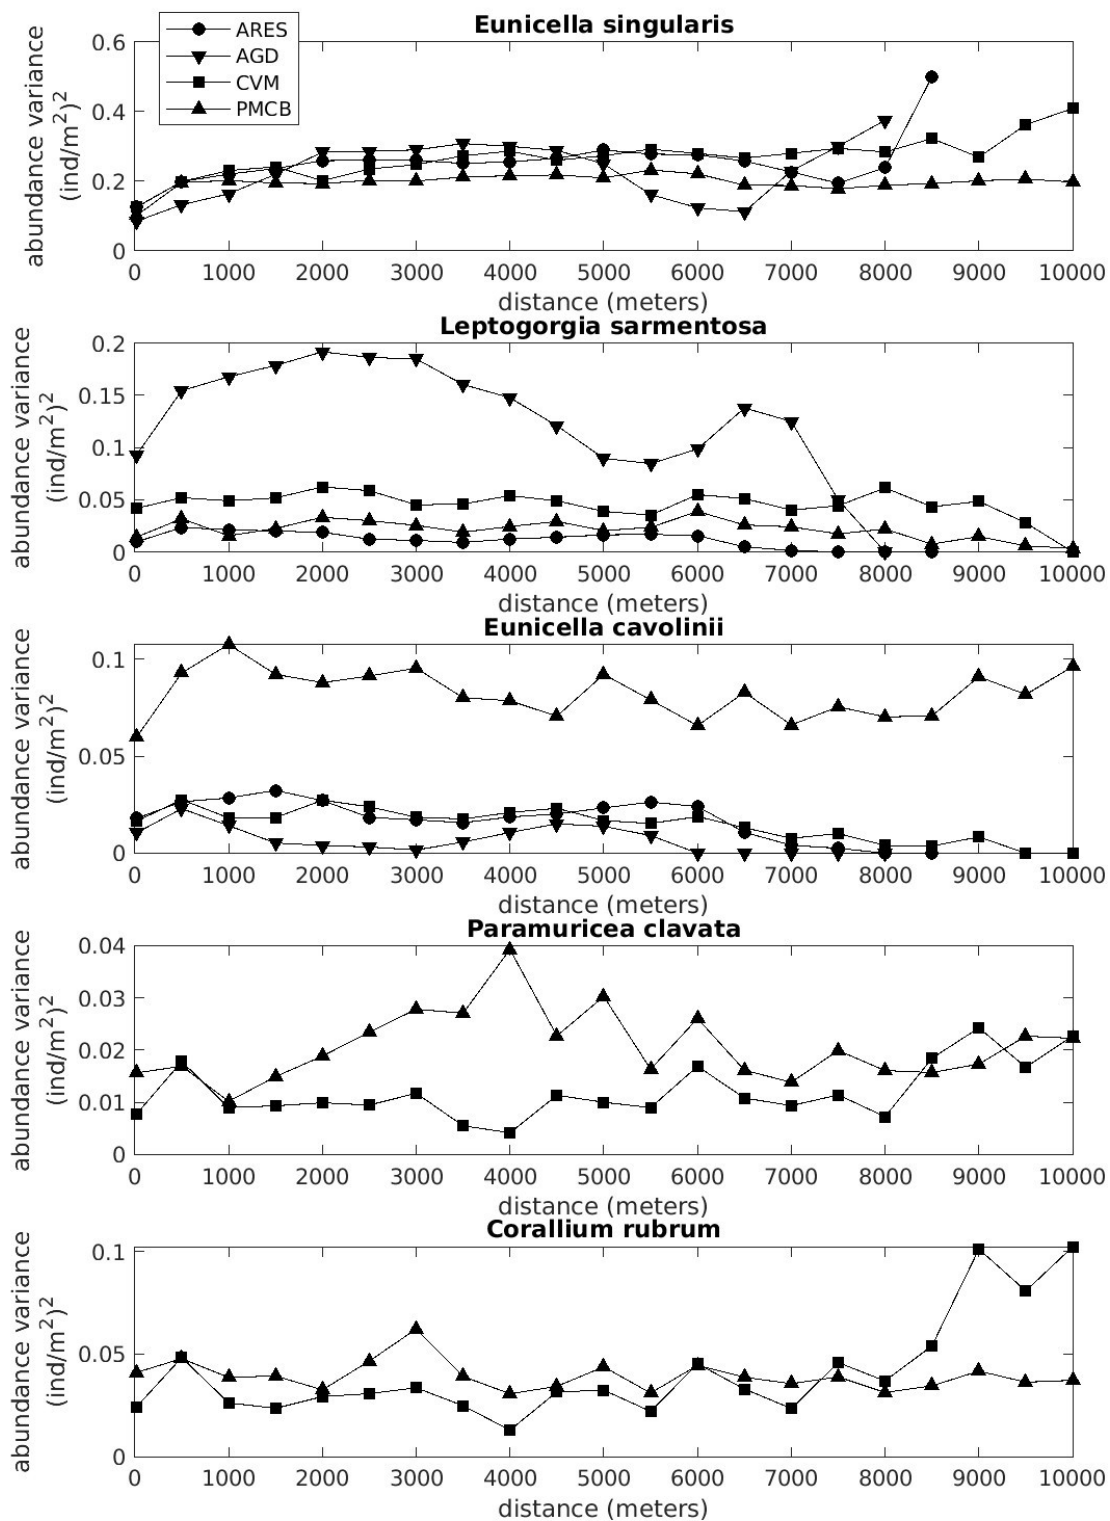 Eunicella singularis
ARES
AGD
CVM
PMCB
abundance variance
(ind/m²)²
0.6
0.4
0.2
0
0 1000 2000 3000 4000 5000 6000 7000 8000 9000 10000
distance (meters)
Leptogorgia sarmentosa
abundance variance
(ind/m²)²
0.2
0.15
0.1
0.05
0
0 1000 2000 3000 4000 5000 6000 7000 8000 9000 10000
distance (meters)
Eunicella cavolinii
abundance variance
(ind/m²)²
0.1
0.05
0
0 1000 2000 3000 4000 5000 6000 7000 8000 9000 10000
distance (meters)
Paramuricea clavata
abundance variance
(ind/m²)²
0.04
0.03
0.02
0.01
0
0 1000 2000 3000 4000 5000 6000 7000 8000 9000 10000
distance (meters)
Corallium rubrum
abundance variance
(ind/m²)²
0.1
0.05
0
0 1000 2000 3000 4000 5000 6000 7000 8000 9000 10000
distance (meters)